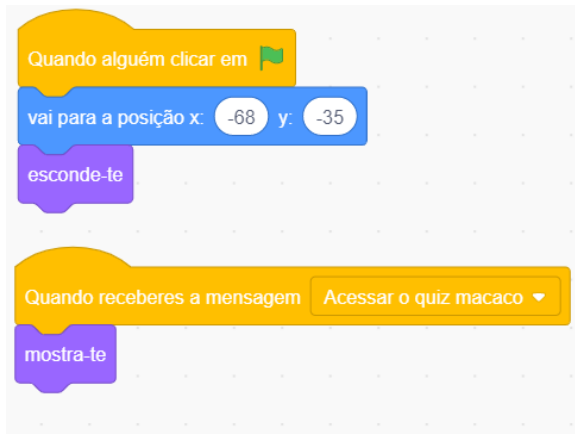 Quando alguém clicar em
vai para a posição x: -68 y: -35
esconde-te
Quando receberes a mensagem Acessar o quiz macaco
mostra-te